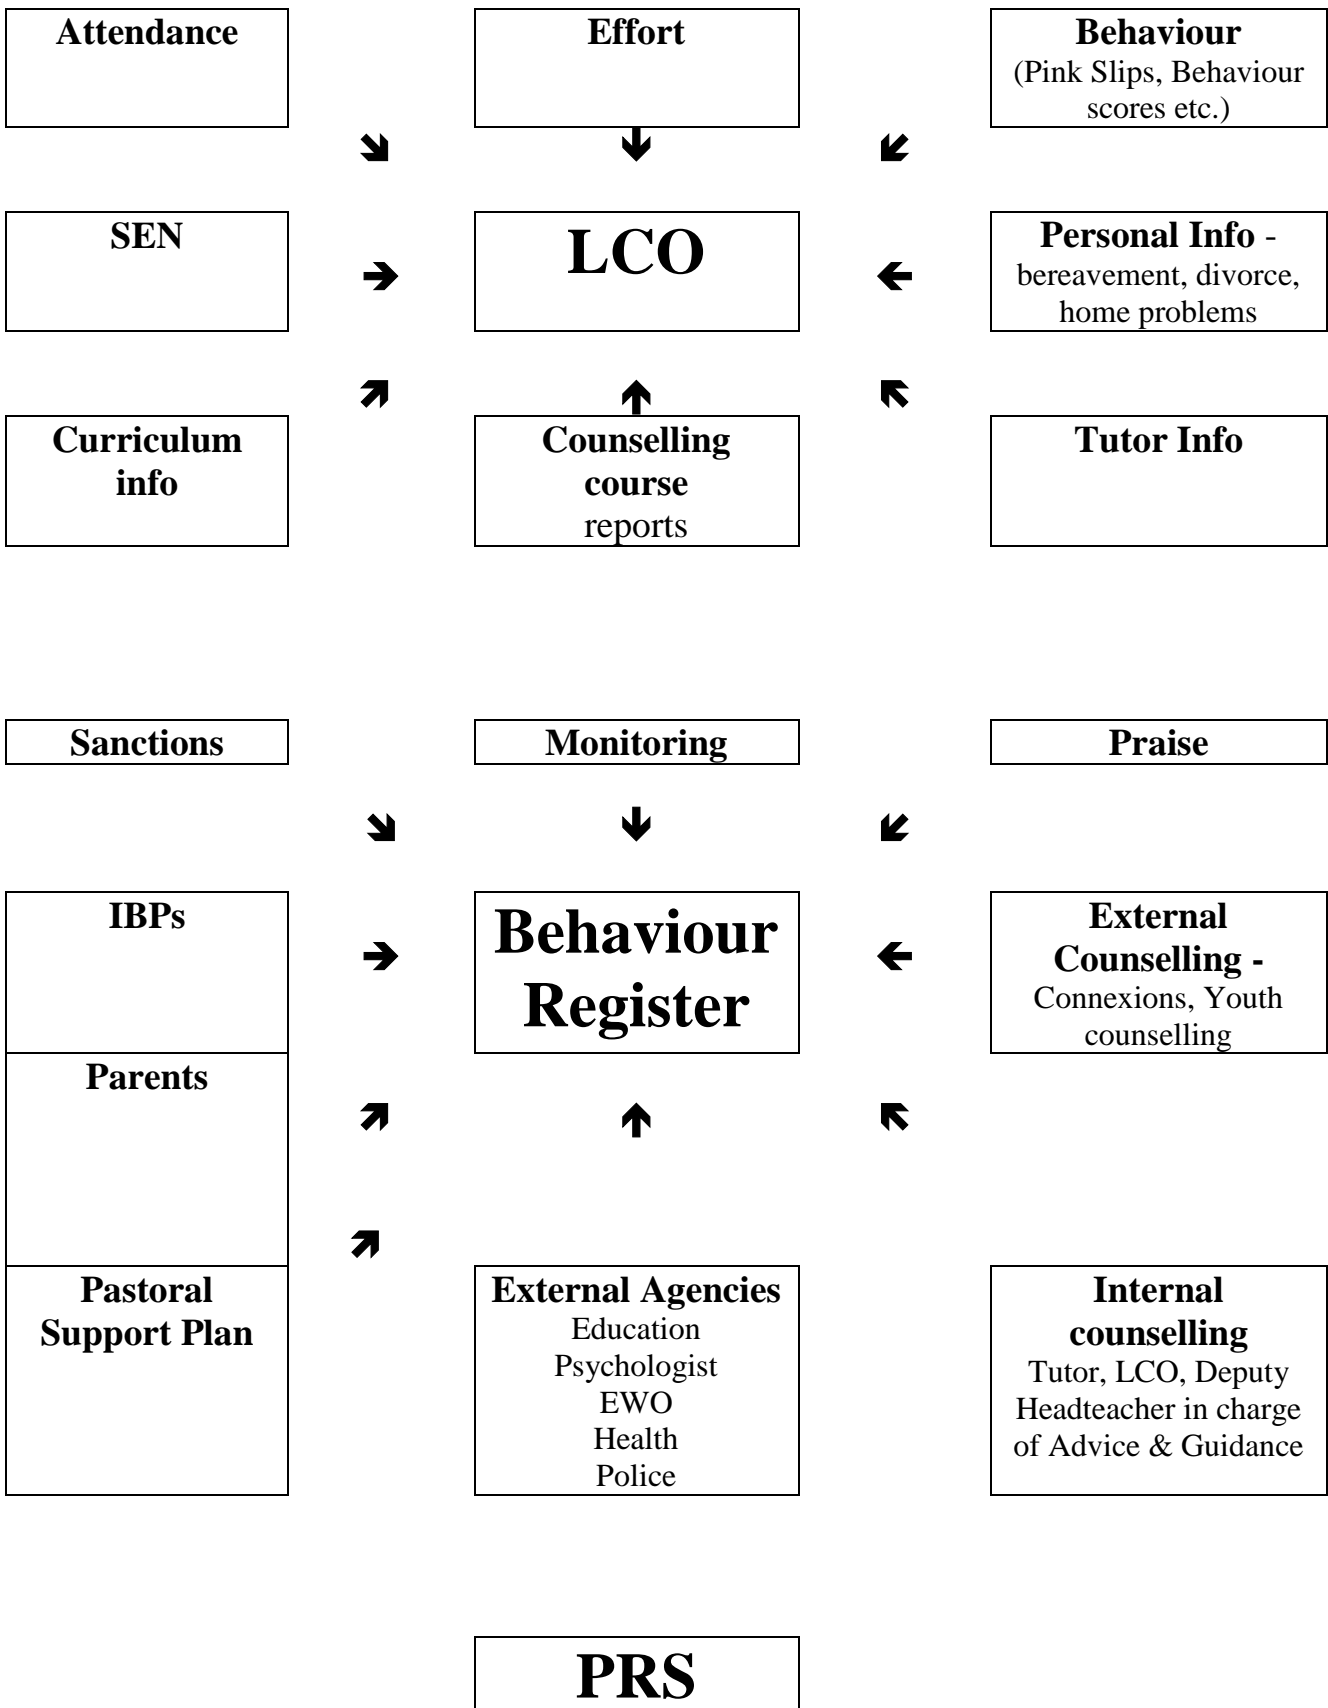 Attendance
Effort
Behaviour
(Pink Slips, Behaviour
scores etc.)
SEN
LCO
Personal Info -
bereavement, divorce,
home problems
Curriculum
info
Counselling
course
reports
Tutor Info
Sanctions
Monitoring
Praise
IBPs
Behaviour
Register
External
Counselling -
Connexions, Youth
counselling
Parents
Pastoral
Support Plan
External Agencies
Education
Psychologist
EWO
Health
Police
Internal
counselling
Tutor, LCO, Deputy
Headteacher in charge
of Advice & Guidance
PRS